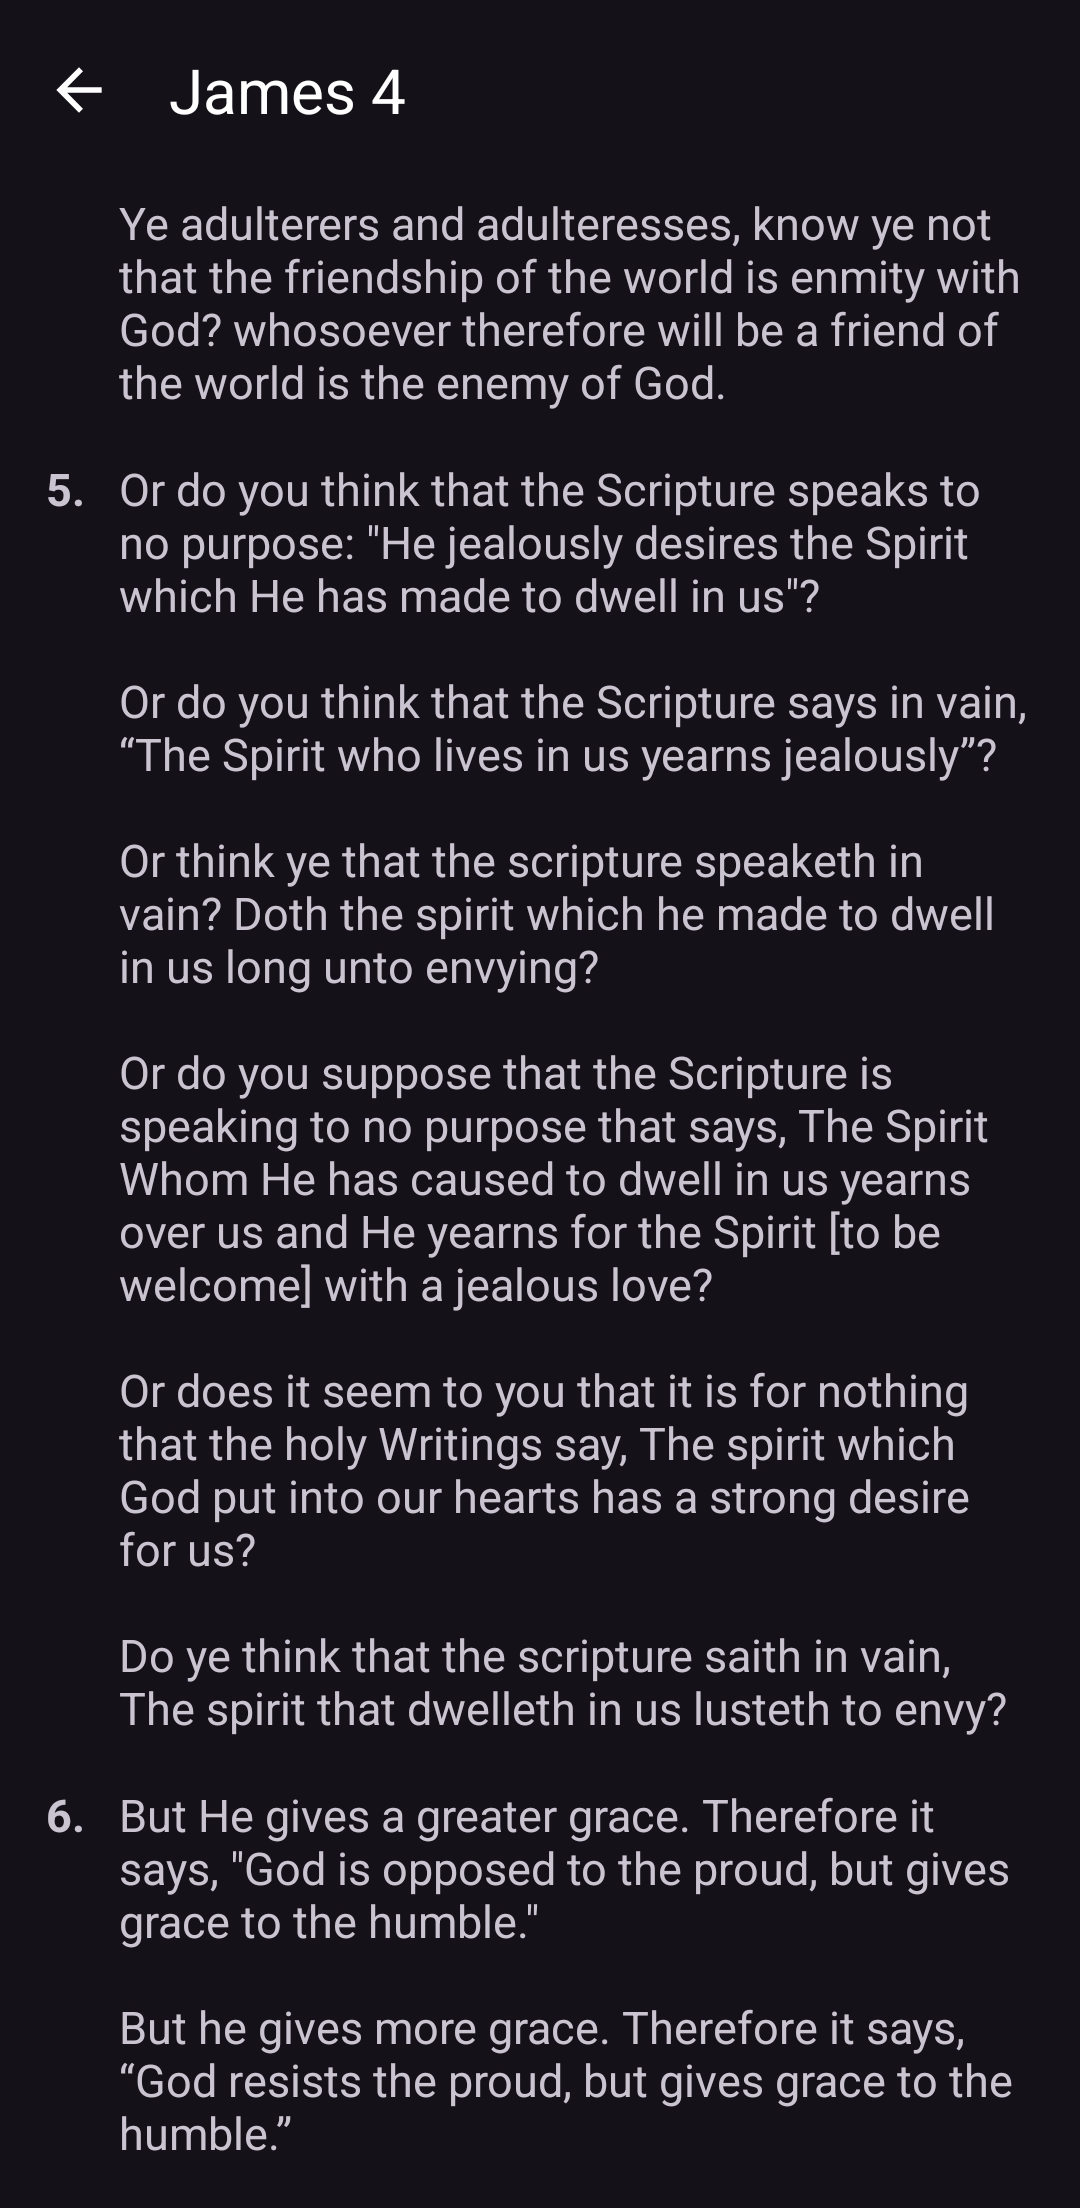 James 4
Ye adulterers and adulteresses, know ye not
that the friendship of the world is enmity with
God? whosoever therefore will be a friend of
the world is the enemy of God.
5. Or do you think that the Scripture speaks to
no purpose: "He jealously desires the Spirit
which He has made to dwell in us"?
Or do you think that the Scripture says in vain,
“The Spirit who lives in us yearns jealously”?
Or think ye that the scripture speaketh in
vain? Doth the spirit which he made to dwell
in us long unto envying?
Or do you suppose that the Scripture is
speaking to no purpose that says, The Spirit
Whom He has caused to dwell in us yearns
over us and He yearns for the Spirit [to be
welcome] with a jealous love?
Or does it seem to you that it is for nothing
that the holy Writings say, The spirit which
God put into our hearts has a strong desire
for us?
Do ye think that the scripture saith in vain,
The spirit that dwelleth in us lusteth to envy?
6. But He gives a greater grace. Therefore it
says, "God is opposed to the proud, but gives
grace to the humble."
But he gives more grace. Therefore it says,
“God resists the proud, but gives grace to the
humble.”